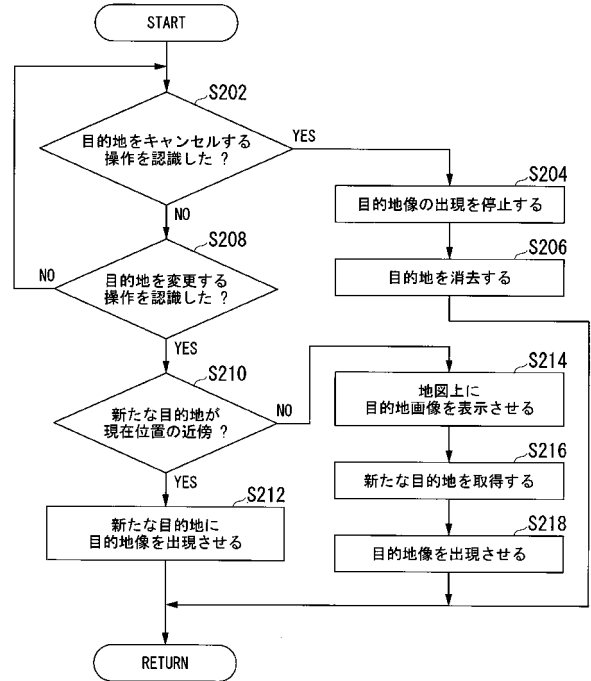 START
S202
目的地をキャンセルする
操作を認識した ?
YES
S204
目的地像の出現を停止する
NO
S206
目的地を消去する
S208
目的地を変更する
操作を認識した ?
NO
YES
S210
新たな目的地が
現在位置の近傍 ?
NO
S214
地図上に
目的地画像を表示させる
YES
S216
新たな目的地を取得する
S212
新たな目的地に
目的地像を出現させる
S218
目的地像を出現させる
RETURN